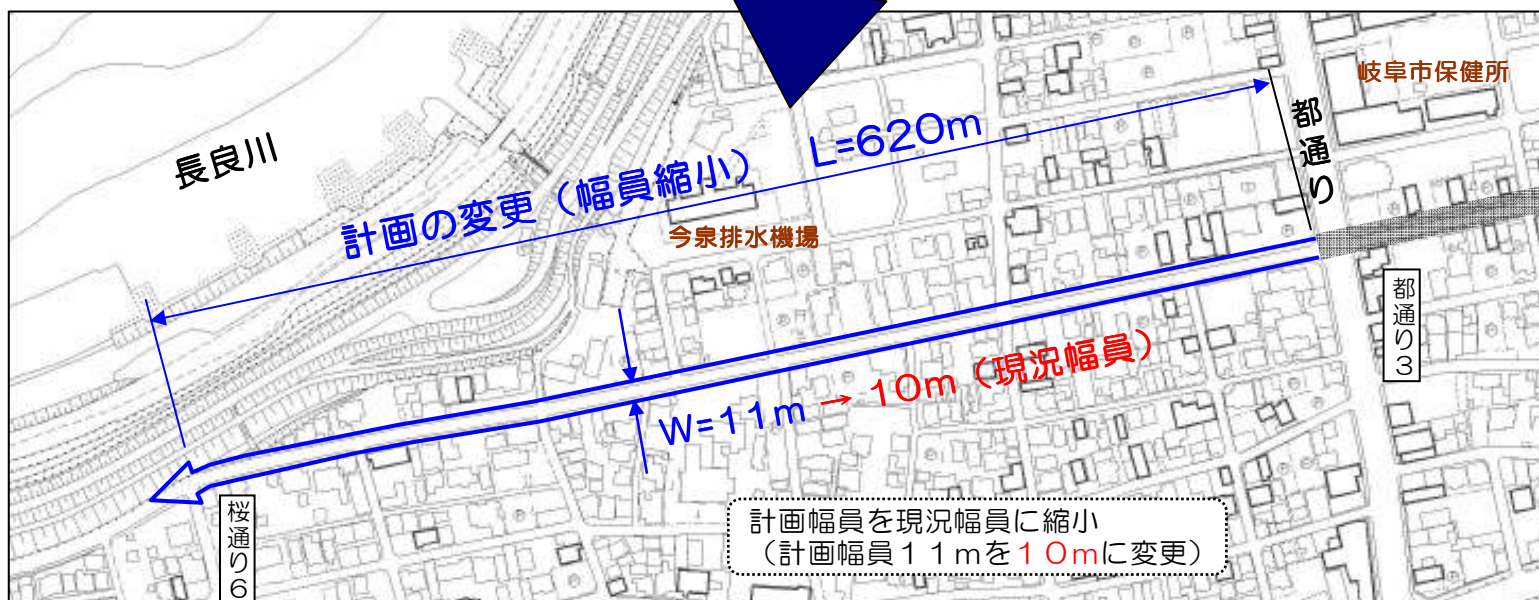 岐阜市保健所
都通り
L=620m
長良川
計画の変更（幅員縮小）
今泉排水機場
都通り3
W=11m → 10m（現況幅員）
桜通り6
計画幅員を現況幅員に縮小
（計画幅員１１mを１０mに変更）